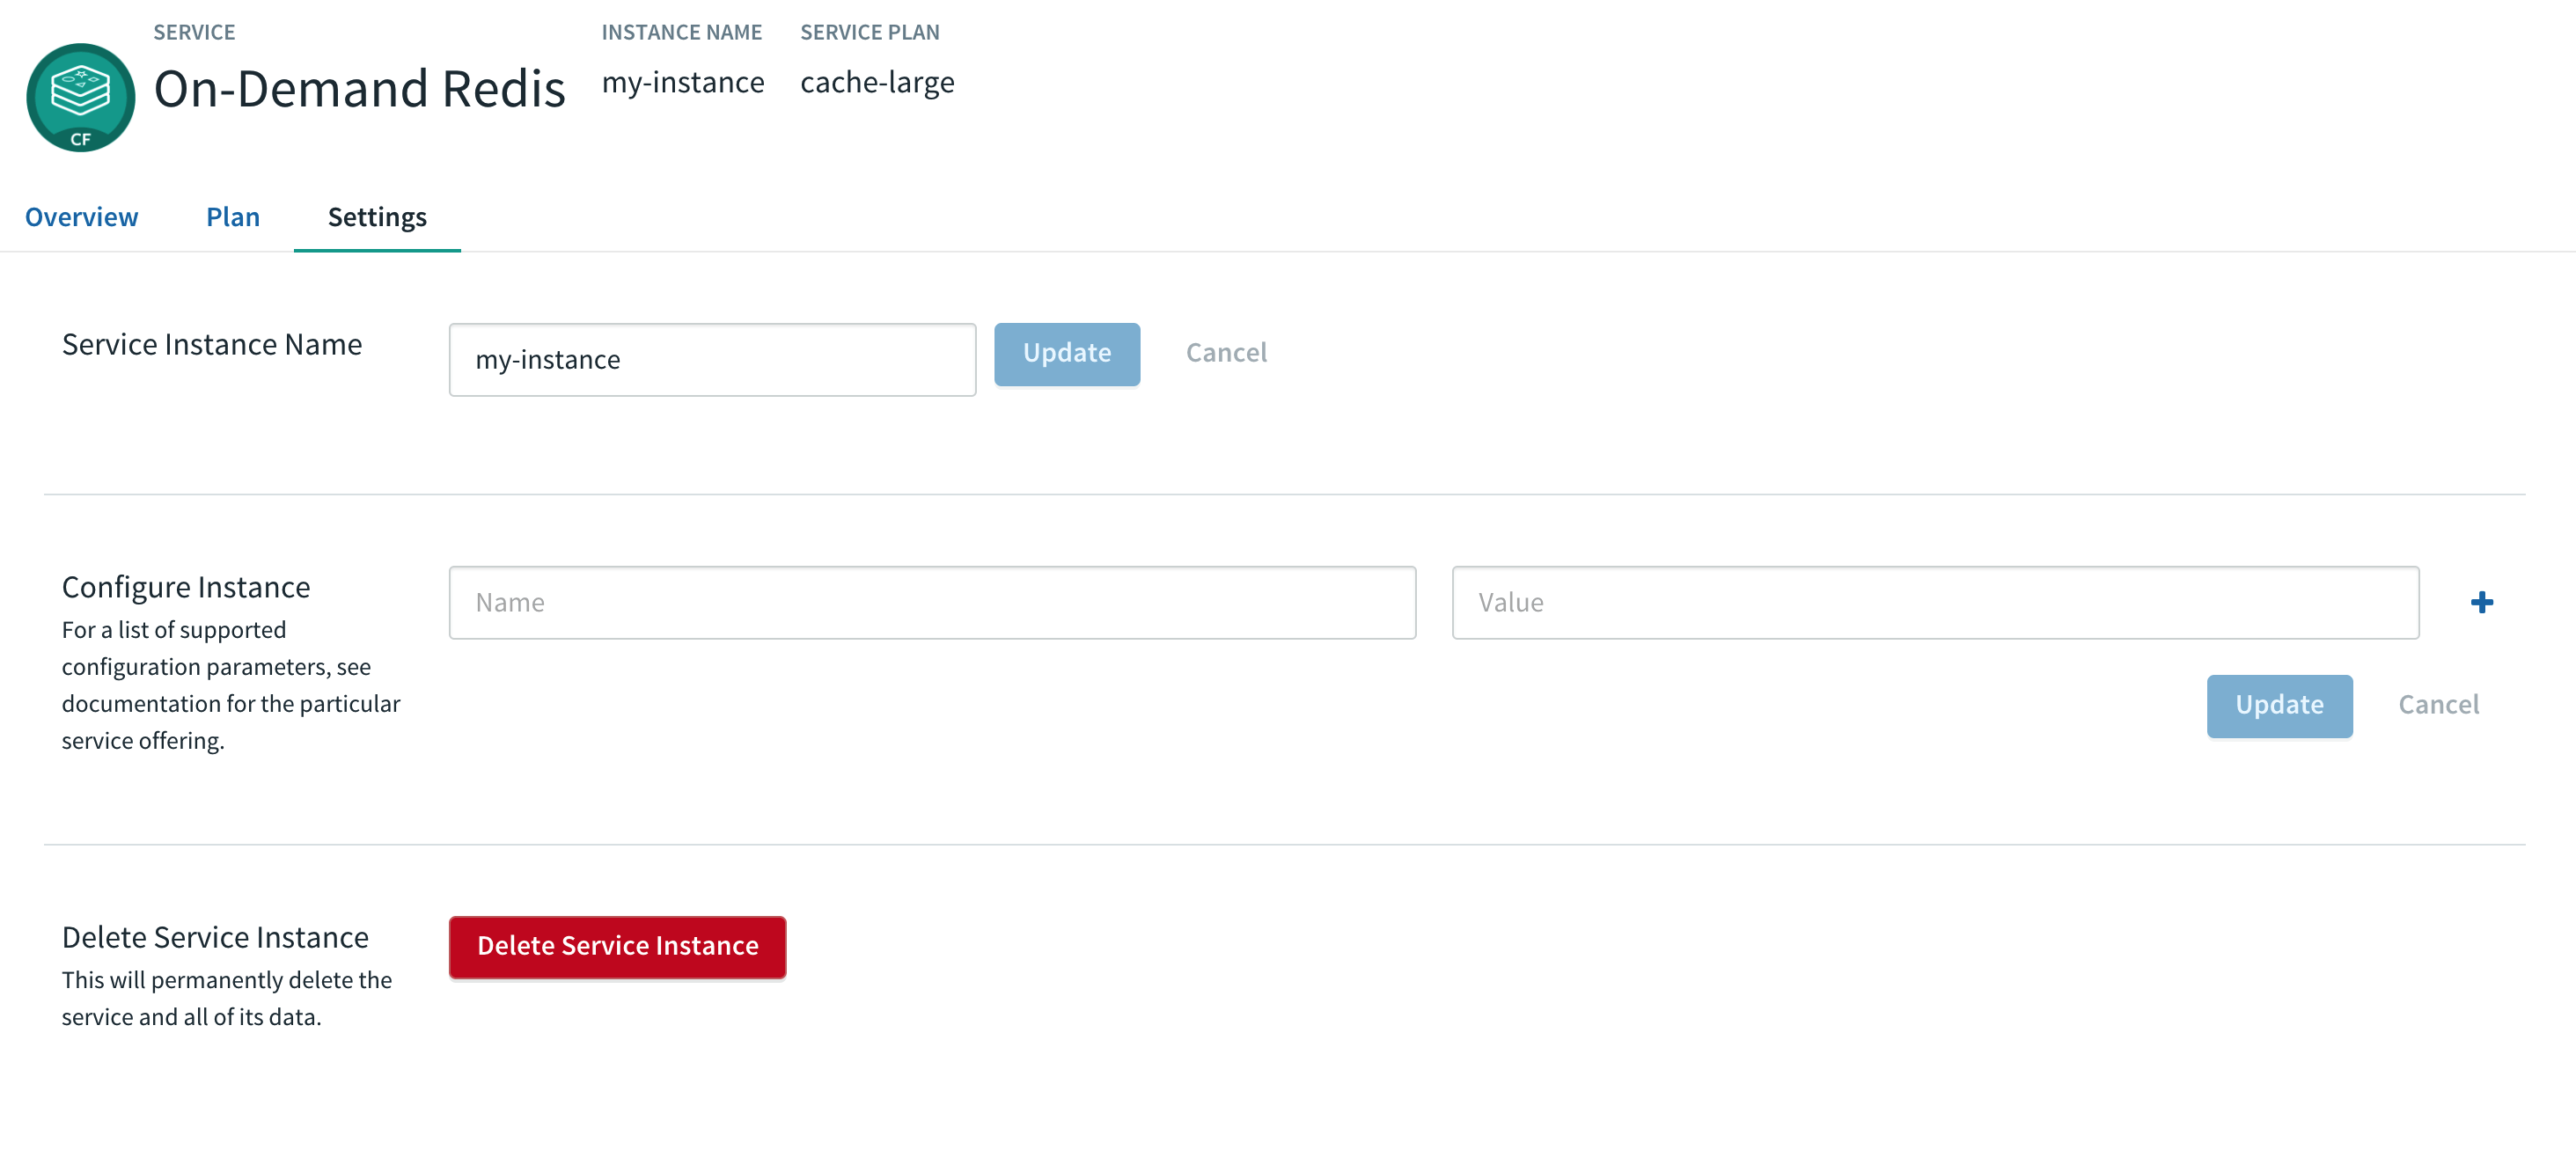 SERVICE
On-Demand Redis
INSTANCE NAME
my-instance
SERVICE PLAN
cache-large
CF
Overview
Plan
Settings
Service Instance Name
my-instance
Update
Cancel
Configure Instance
For a list of supported
configuration parameters, see
documentation for the particular
service offering.
Name
Value
+
Update
Cancel
Delete Service Instance
This will permanently delete the
service and all of its data.
Delete Service Instance